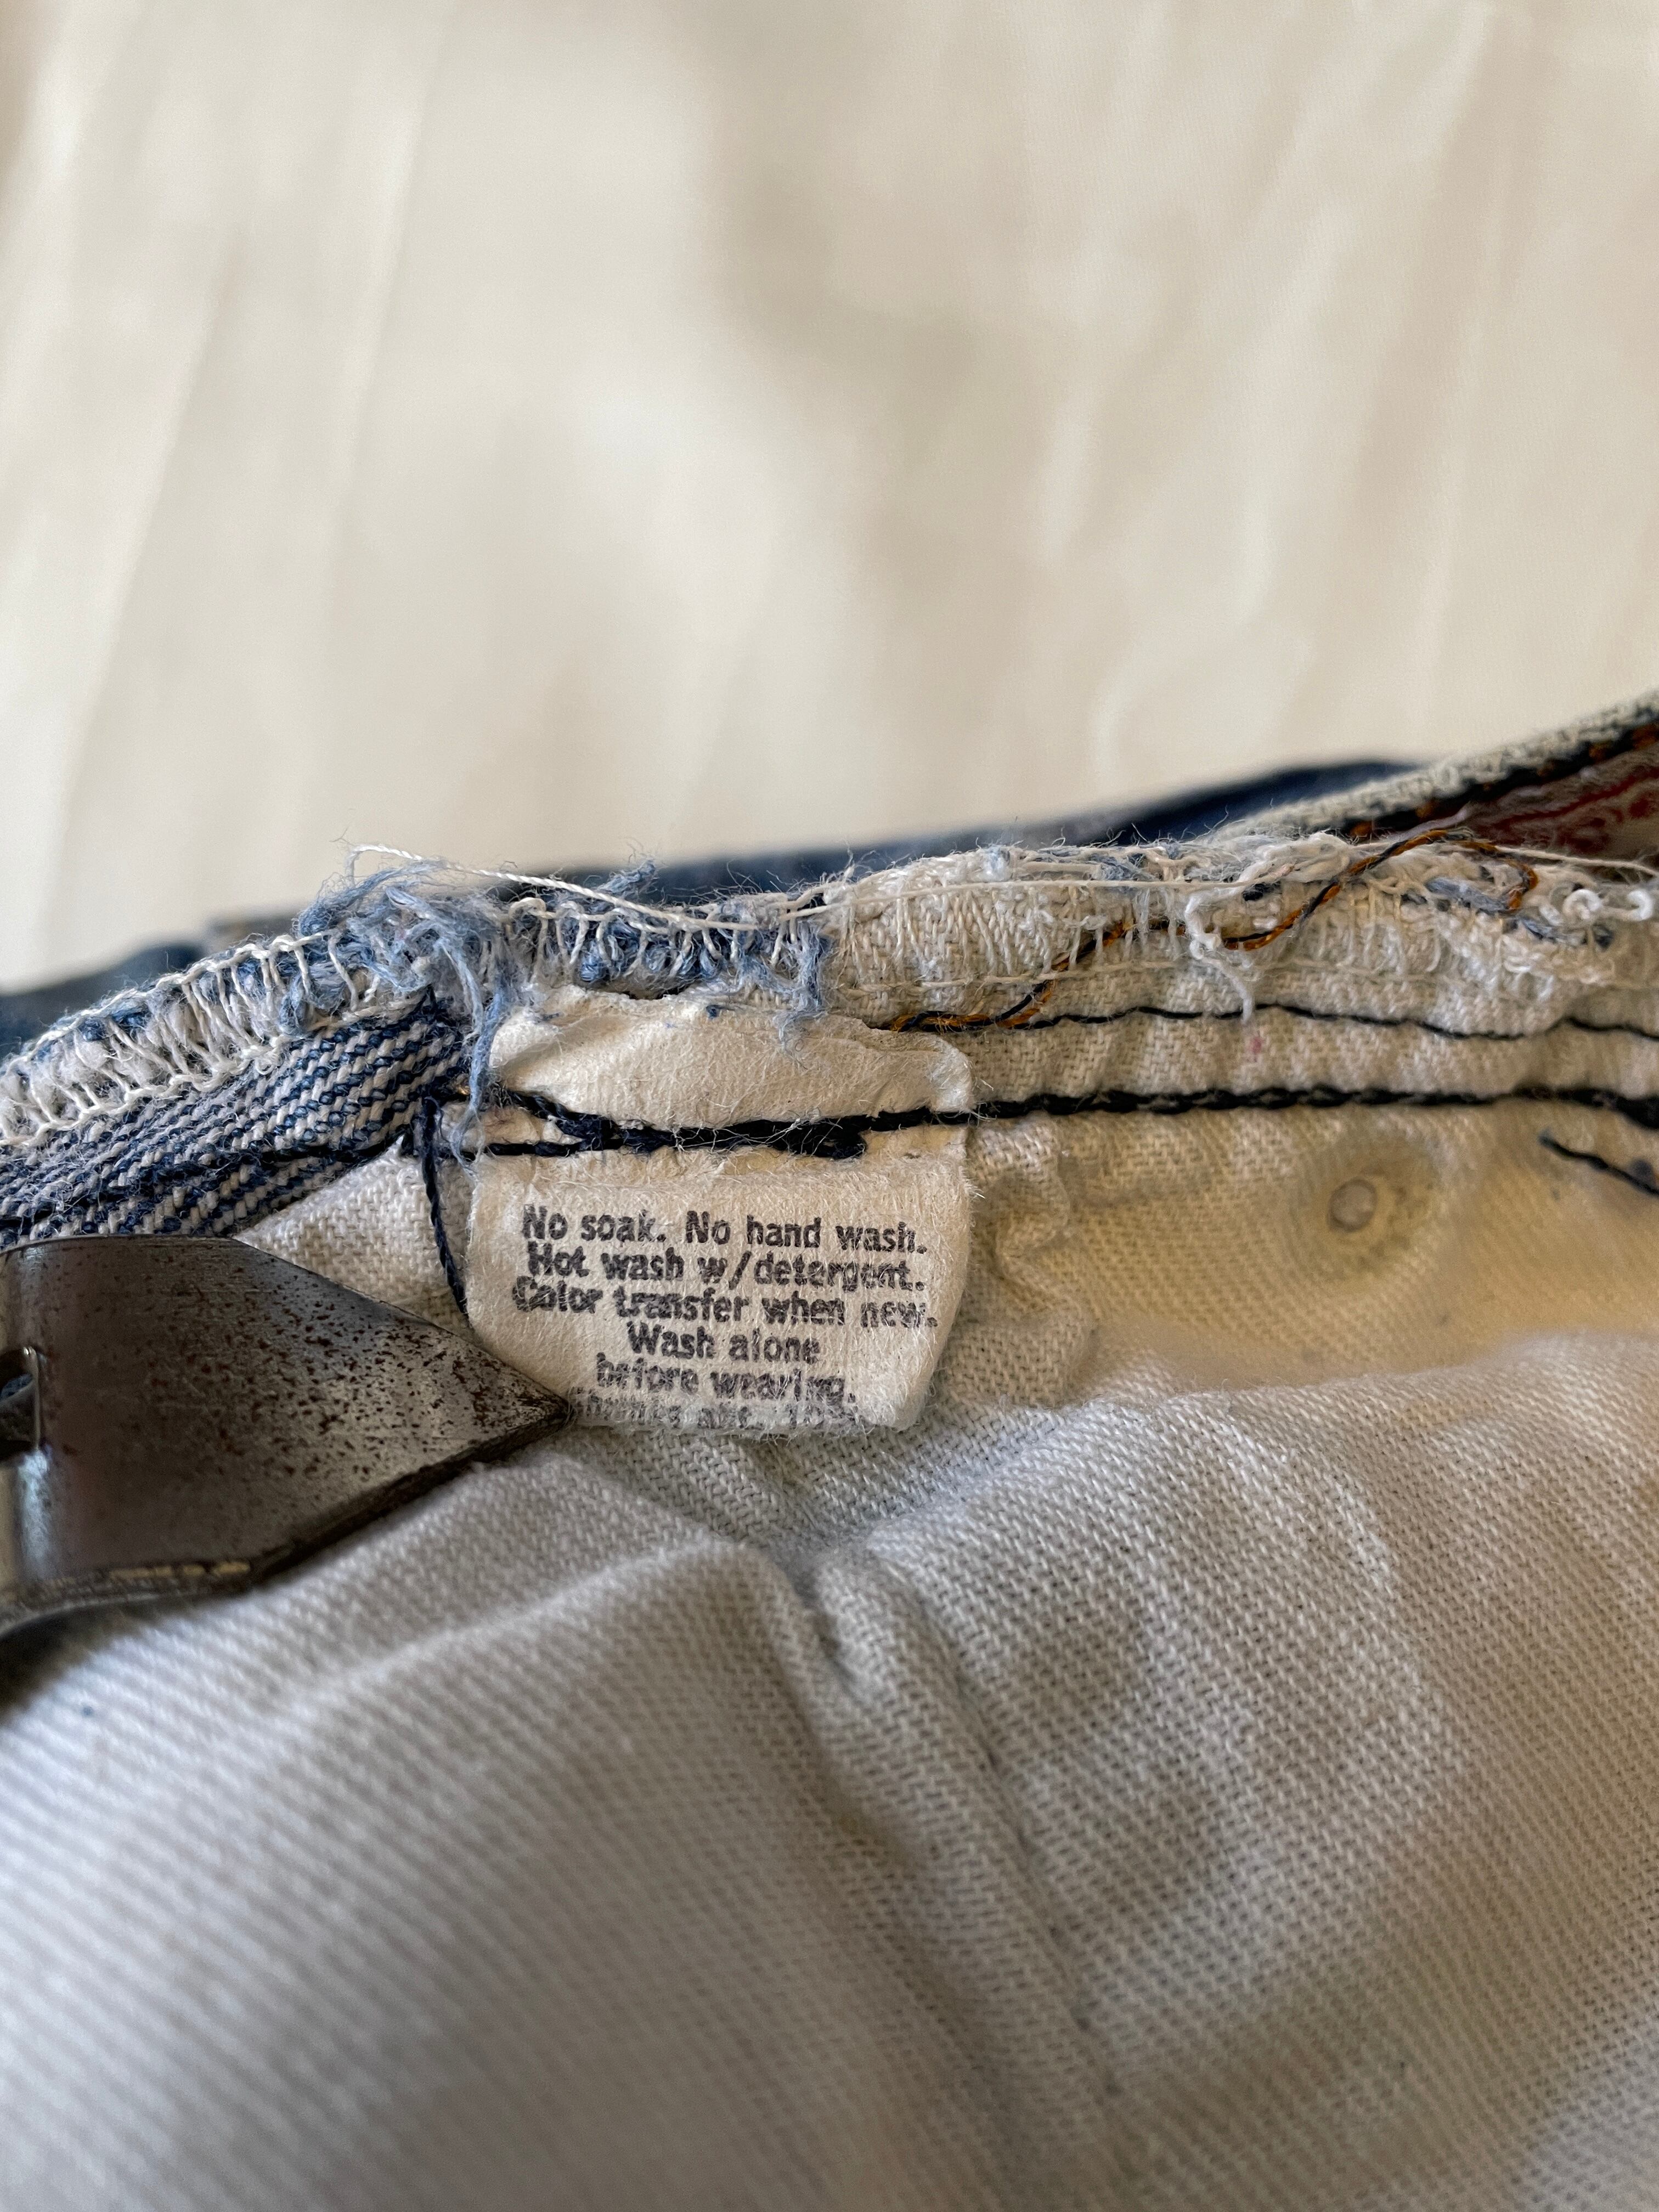 No soak. No hand wash.
Hot wash w/detergent.
Color transfer when new.
Wash alone
before wearing.